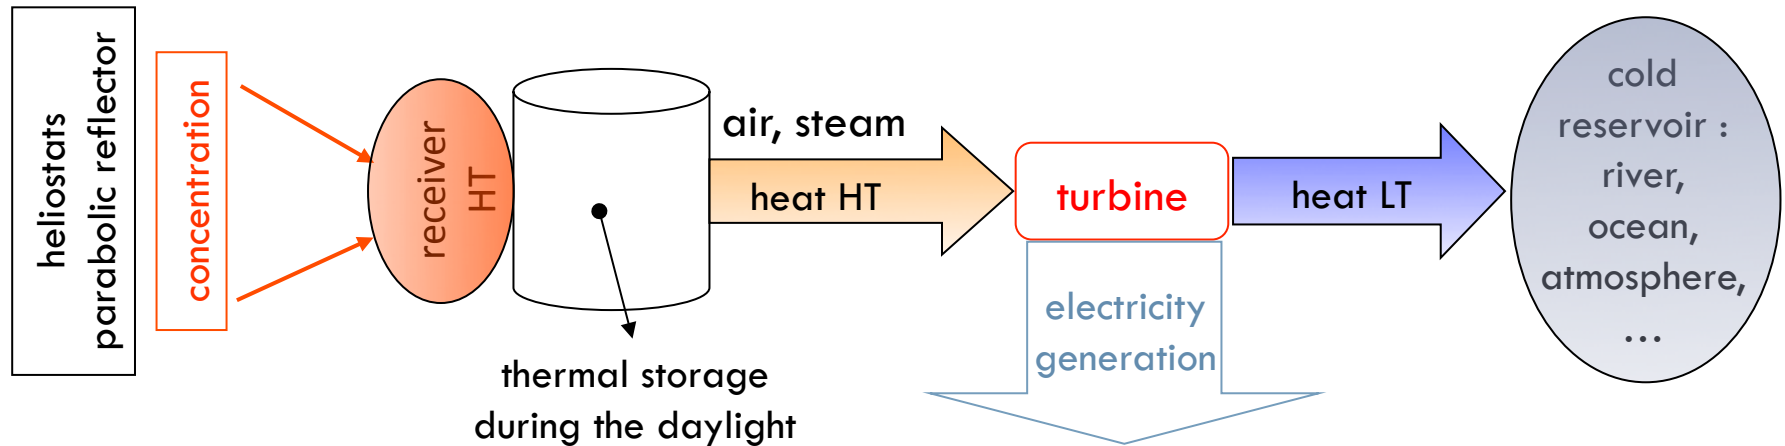 heliostats
parabolic reflector
concentration
receiver
HT
thermal storage
during the daylight
air, steam
heat HT
turbine
electricity
generation
heat LT
cold
reservoir :
river,
ocean,
atmosphere,
...